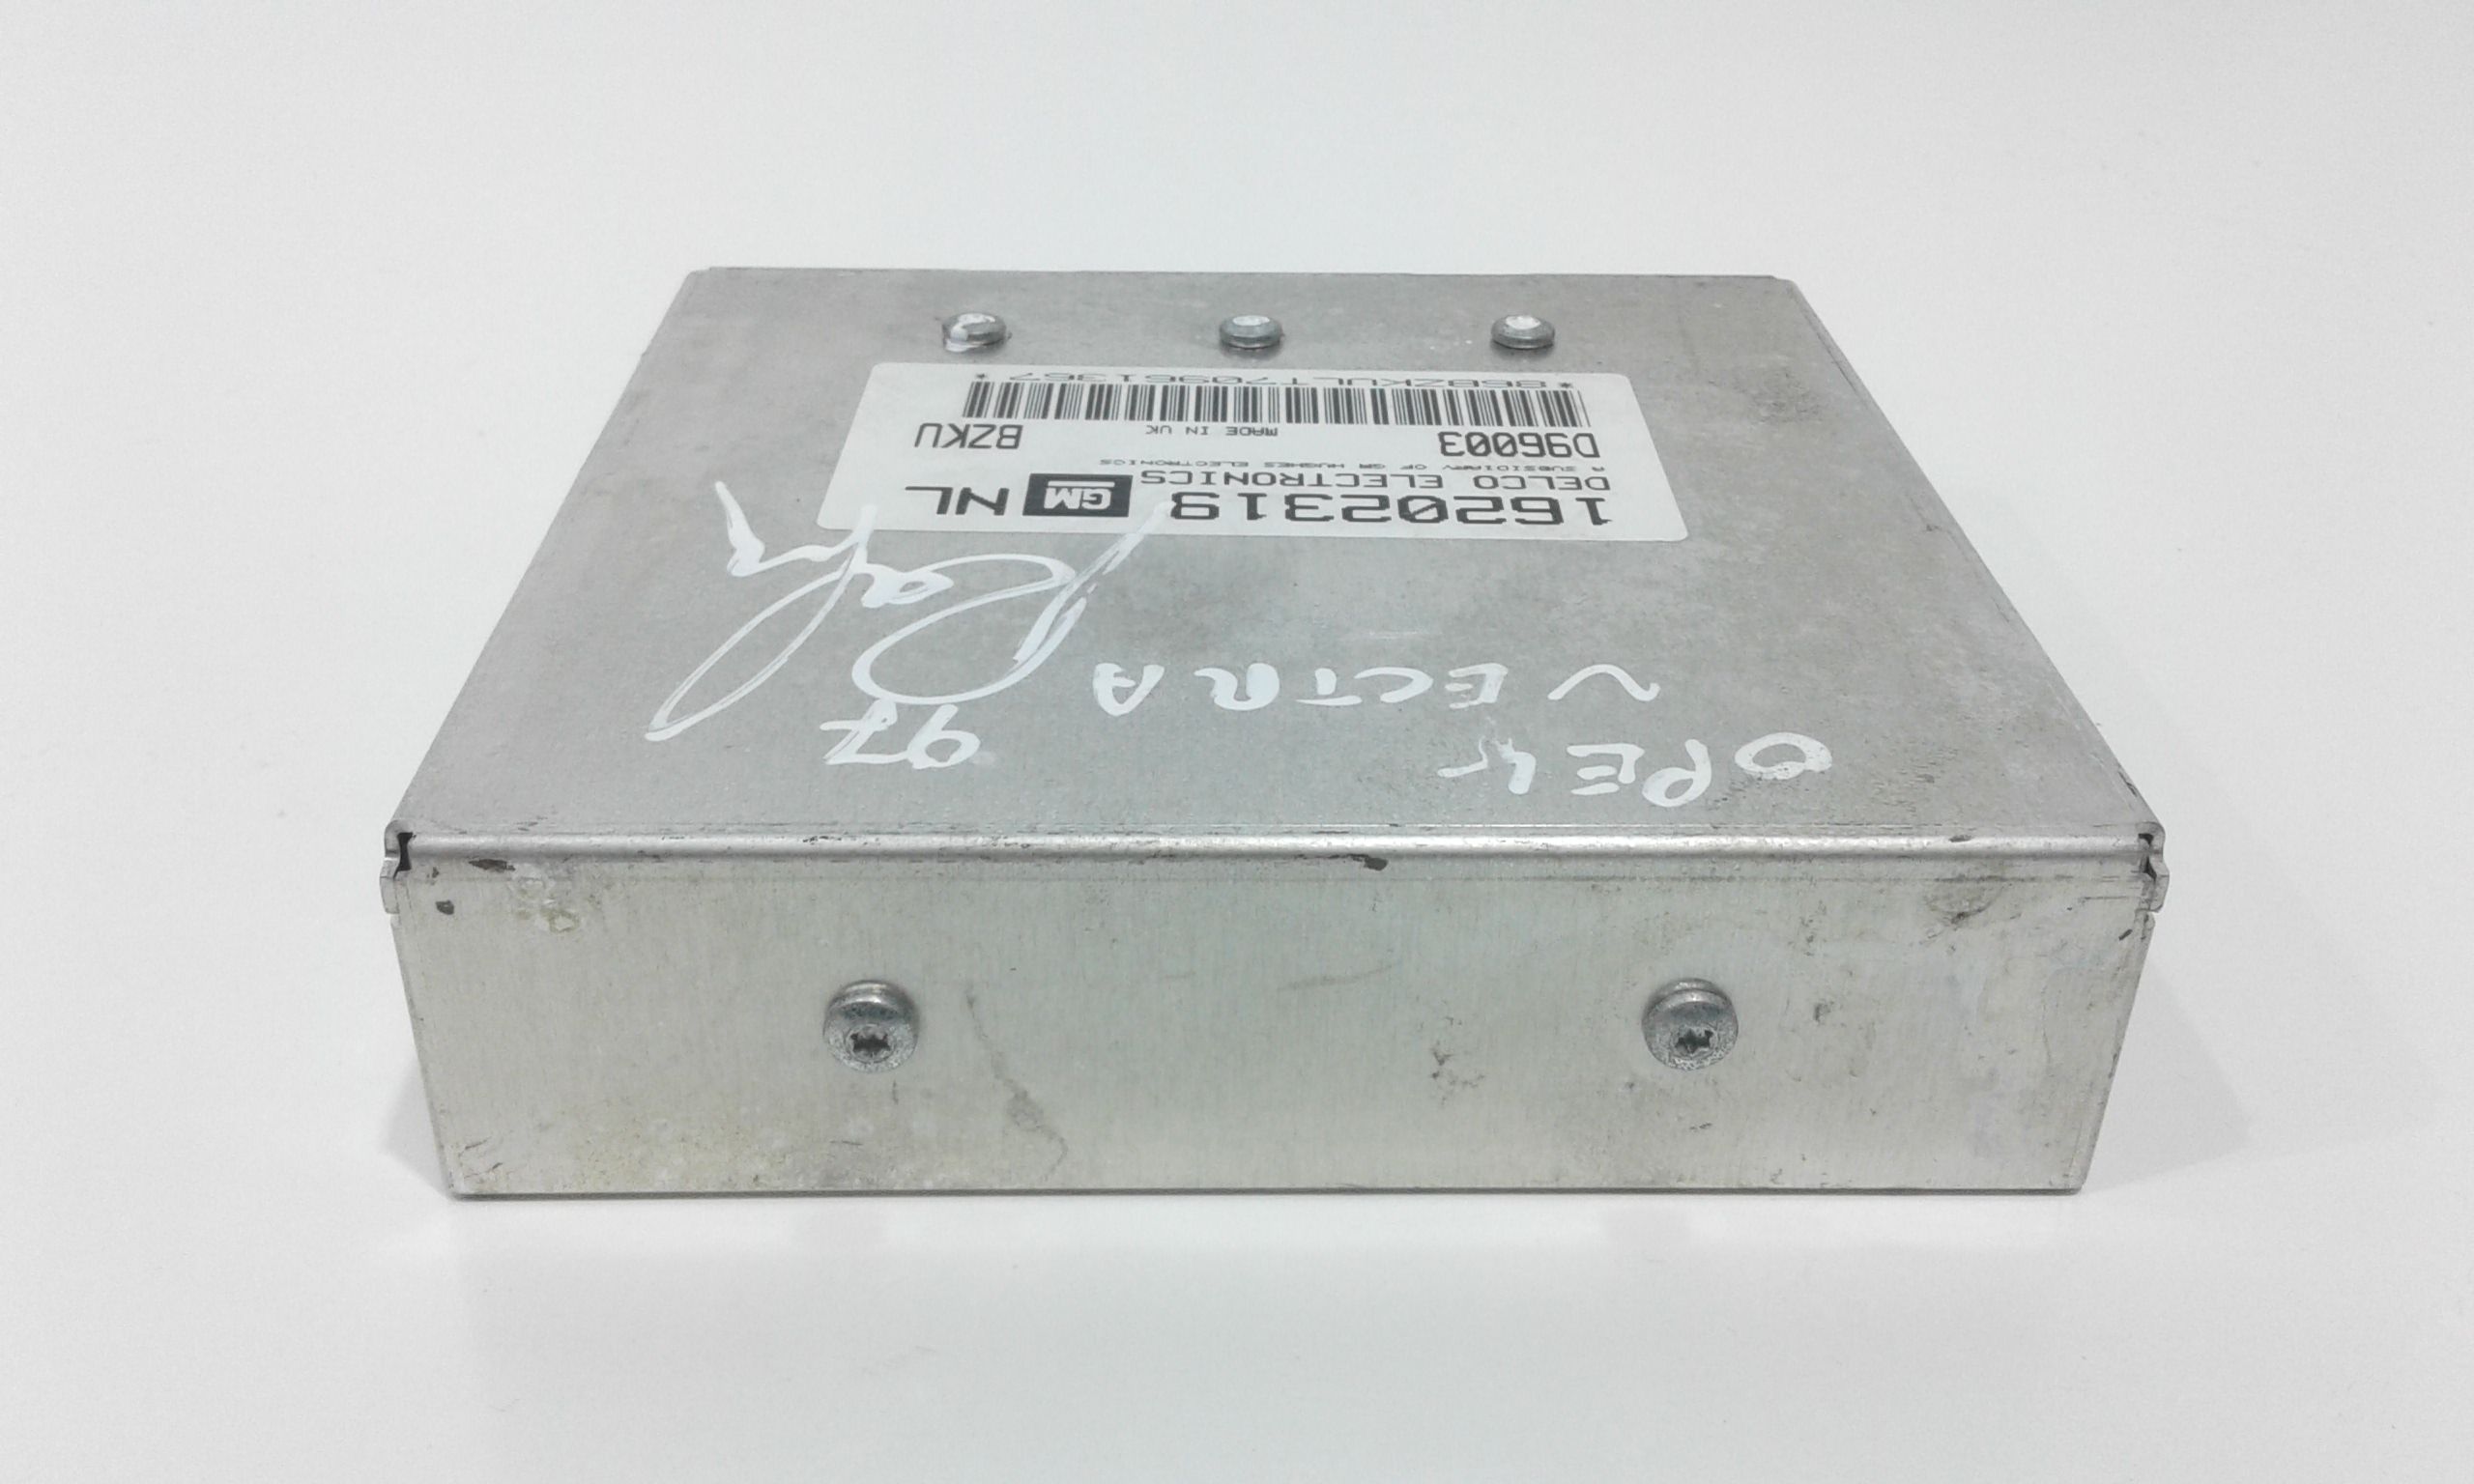 OPEL 97
VECTRA
16202319 GM NL
DELCO ELECTRONICS
A SUBSIDIARY OF GM HUGHES ELECTRONICS
D96003 MADE IN UK BZKU